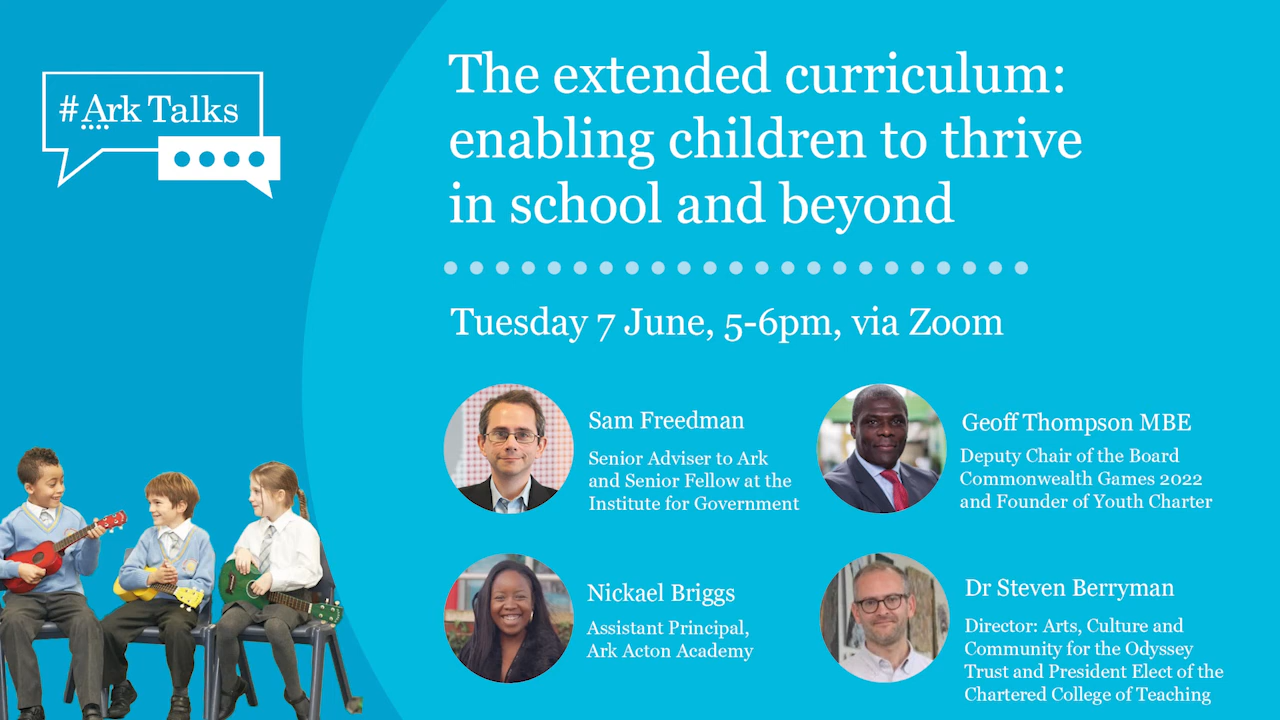 #Ark Talks
The extended curriculum:
enabling children to thrive
in school and beyond
Tuesday 7 June, 5-6pm, via Zoom
Sam Freedman
Senior Adviser to Ark
and Senior Fellow at the
Institute for Government
Geoff Thompson MBE
Deputy Chair of the Board
Commonwealth Games 2022
and Founder of Youth Charter
Nickael Briggs
Assistant Principal,
Ark Acton Academy
Dr Steven Berryman
Director: Arts, Culture and
Community for the Odyssey
Trust and President Elect of the
Chartered College of Teaching